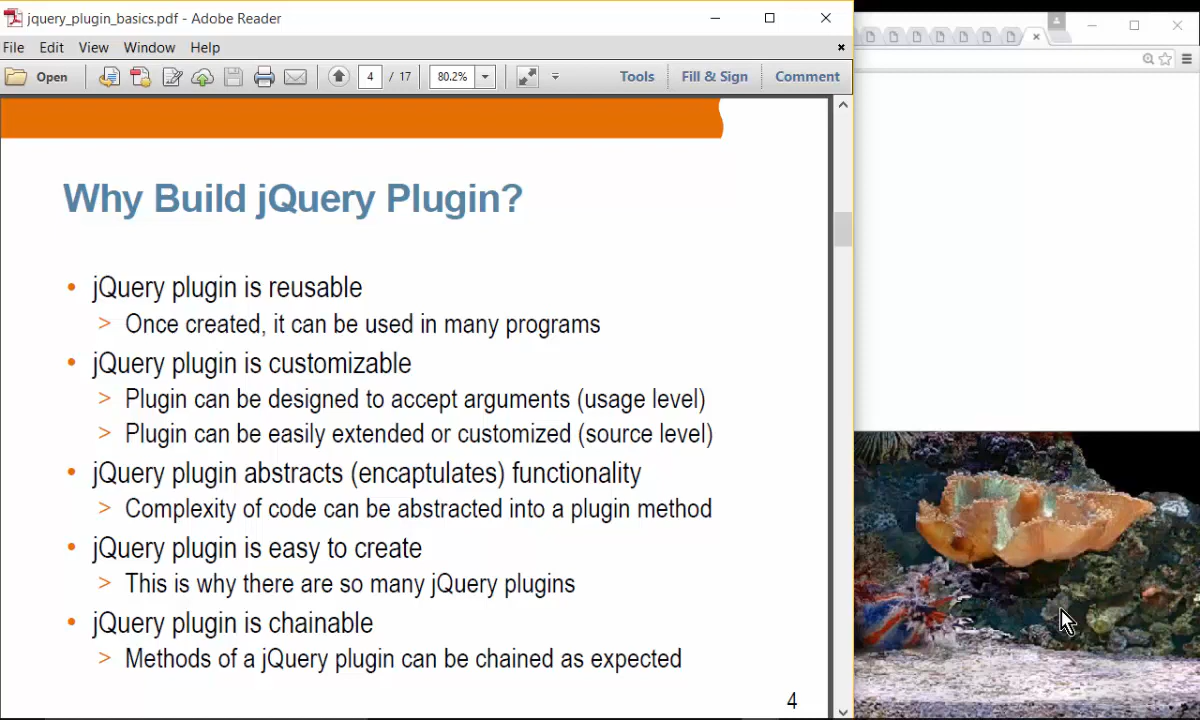 jquery_plugin_basics.pdf - Adobe Reader
File Edit View Window Help
Open 4 / 17 80.2% Tools Fill & Sign Comment
Why Build jQuery Plugin?
• jQuery plugin is reusable
> Once created, it can be used in many programs
• jQuery plugin is customizable
> Plugin can be designed to accept arguments (usage level)
> Plugin can be easily extended or customized (source level)
• jQuery plugin abstracts (encaptulates) functionality
> Complexity of code can be abstracted into a plugin method
• jQuery plugin is easy to create
> This is why there are so many jQuery plugins
• jQuery plugin is chainable
> Methods of a jQuery plugin can be chained as expected
4